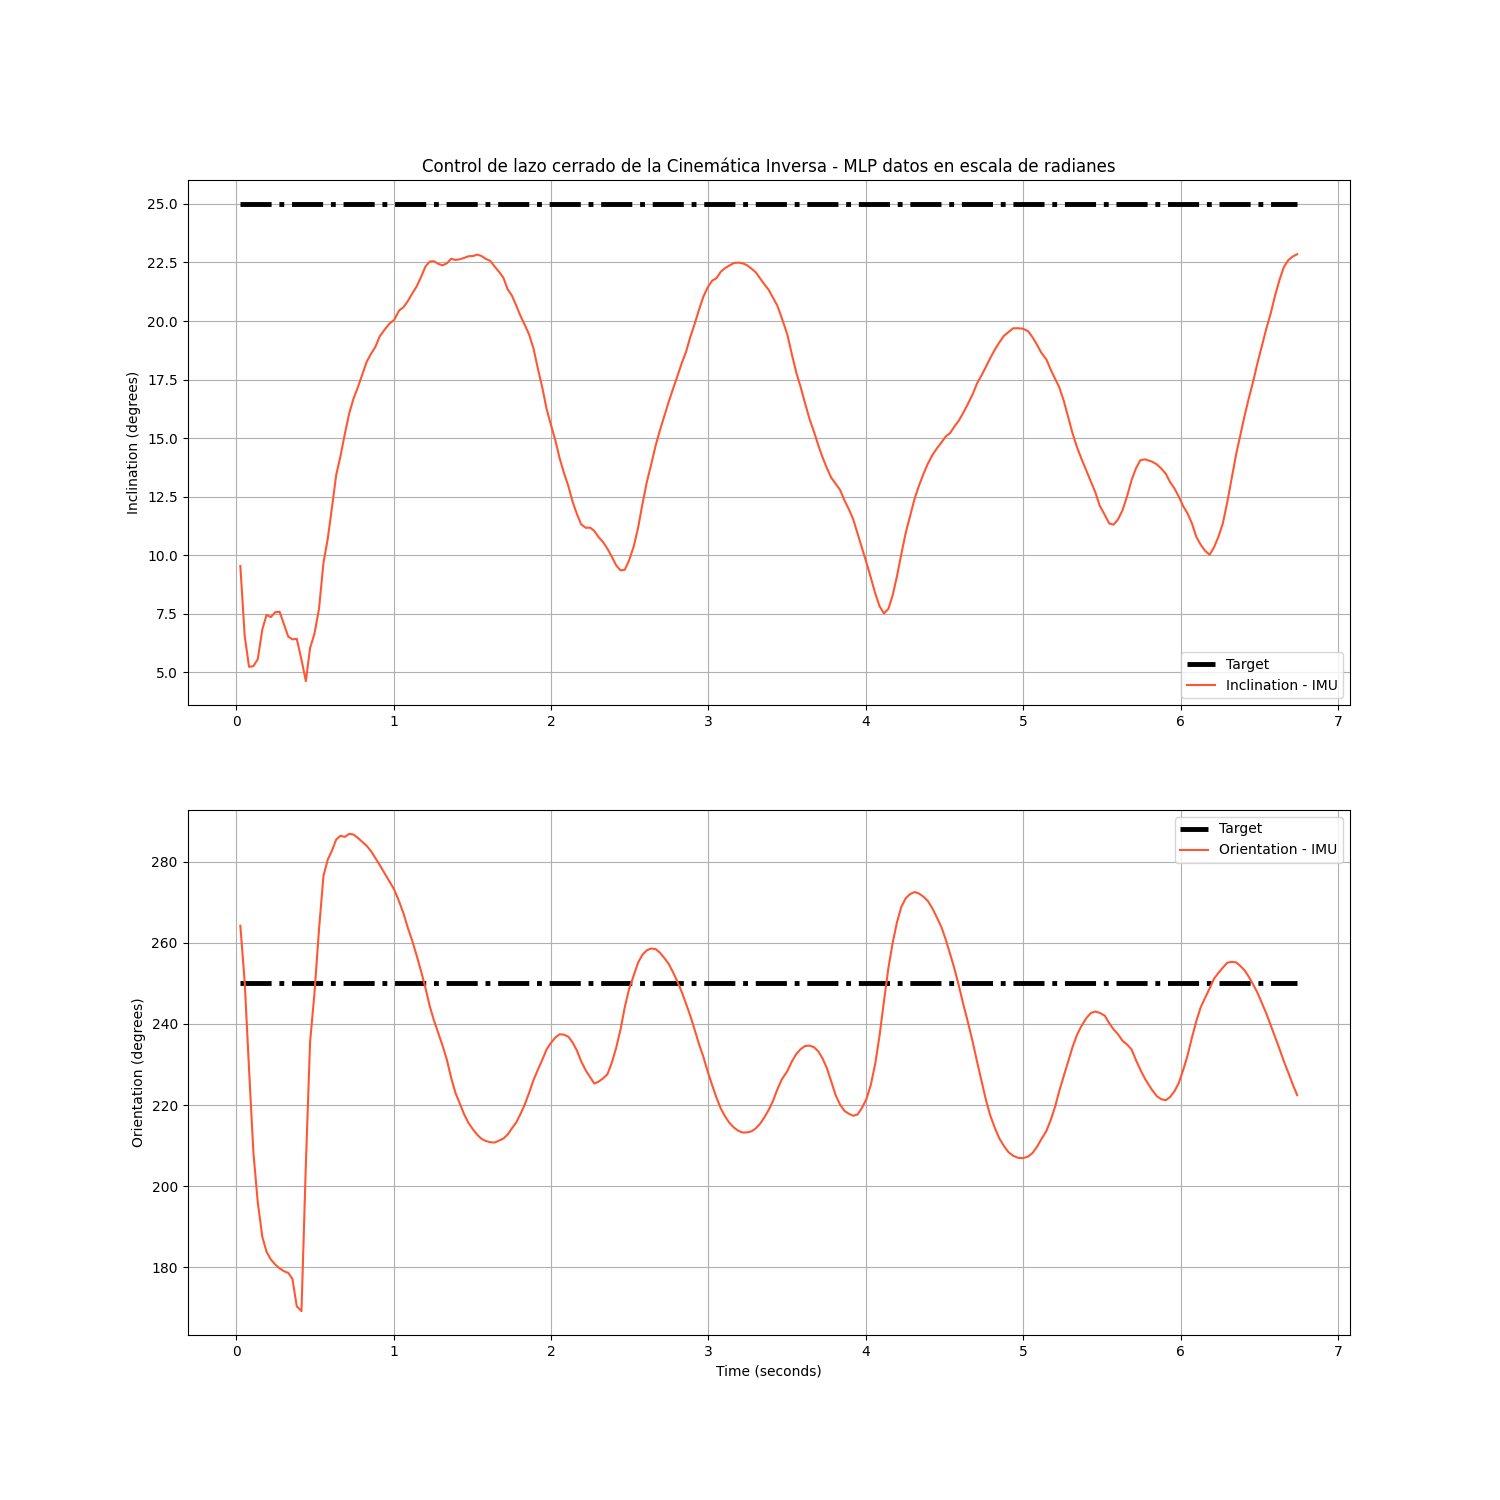 Control de lazo cerrado de la Cinemática Inversa - MLP datos en escala de radianes
Inclination (degrees)
25.0
22.5
20.0
17.5
15.0
12.5
10.0
7.5
5.0
Target
Inclination - IMU
0 1 2 3 4 5 6 7
Orientation (degrees)
280
260
240
220
200
180
Target
Orientation - IMU
0 1 2 3 4 5 6 7
Time (seconds)